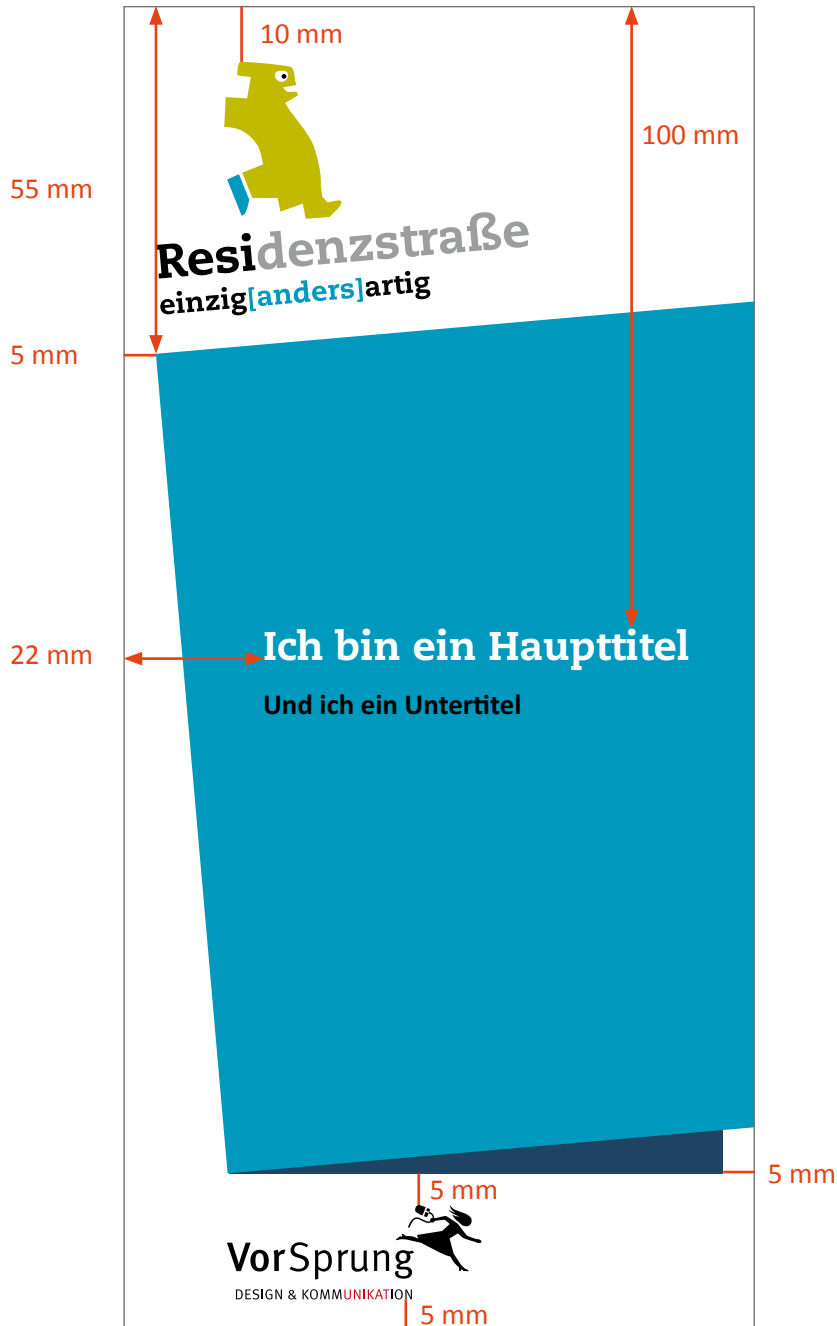 10 mm
100 mm
55 mm
Residenzstraße
einzig[anders]artig
5 mm
Ich bin ein Haupttitel
22 mm
Und ich ein Untertitel
5 mm
5 mm
VorSprung
DESIGN & KOMMUNIKATION
5 mm